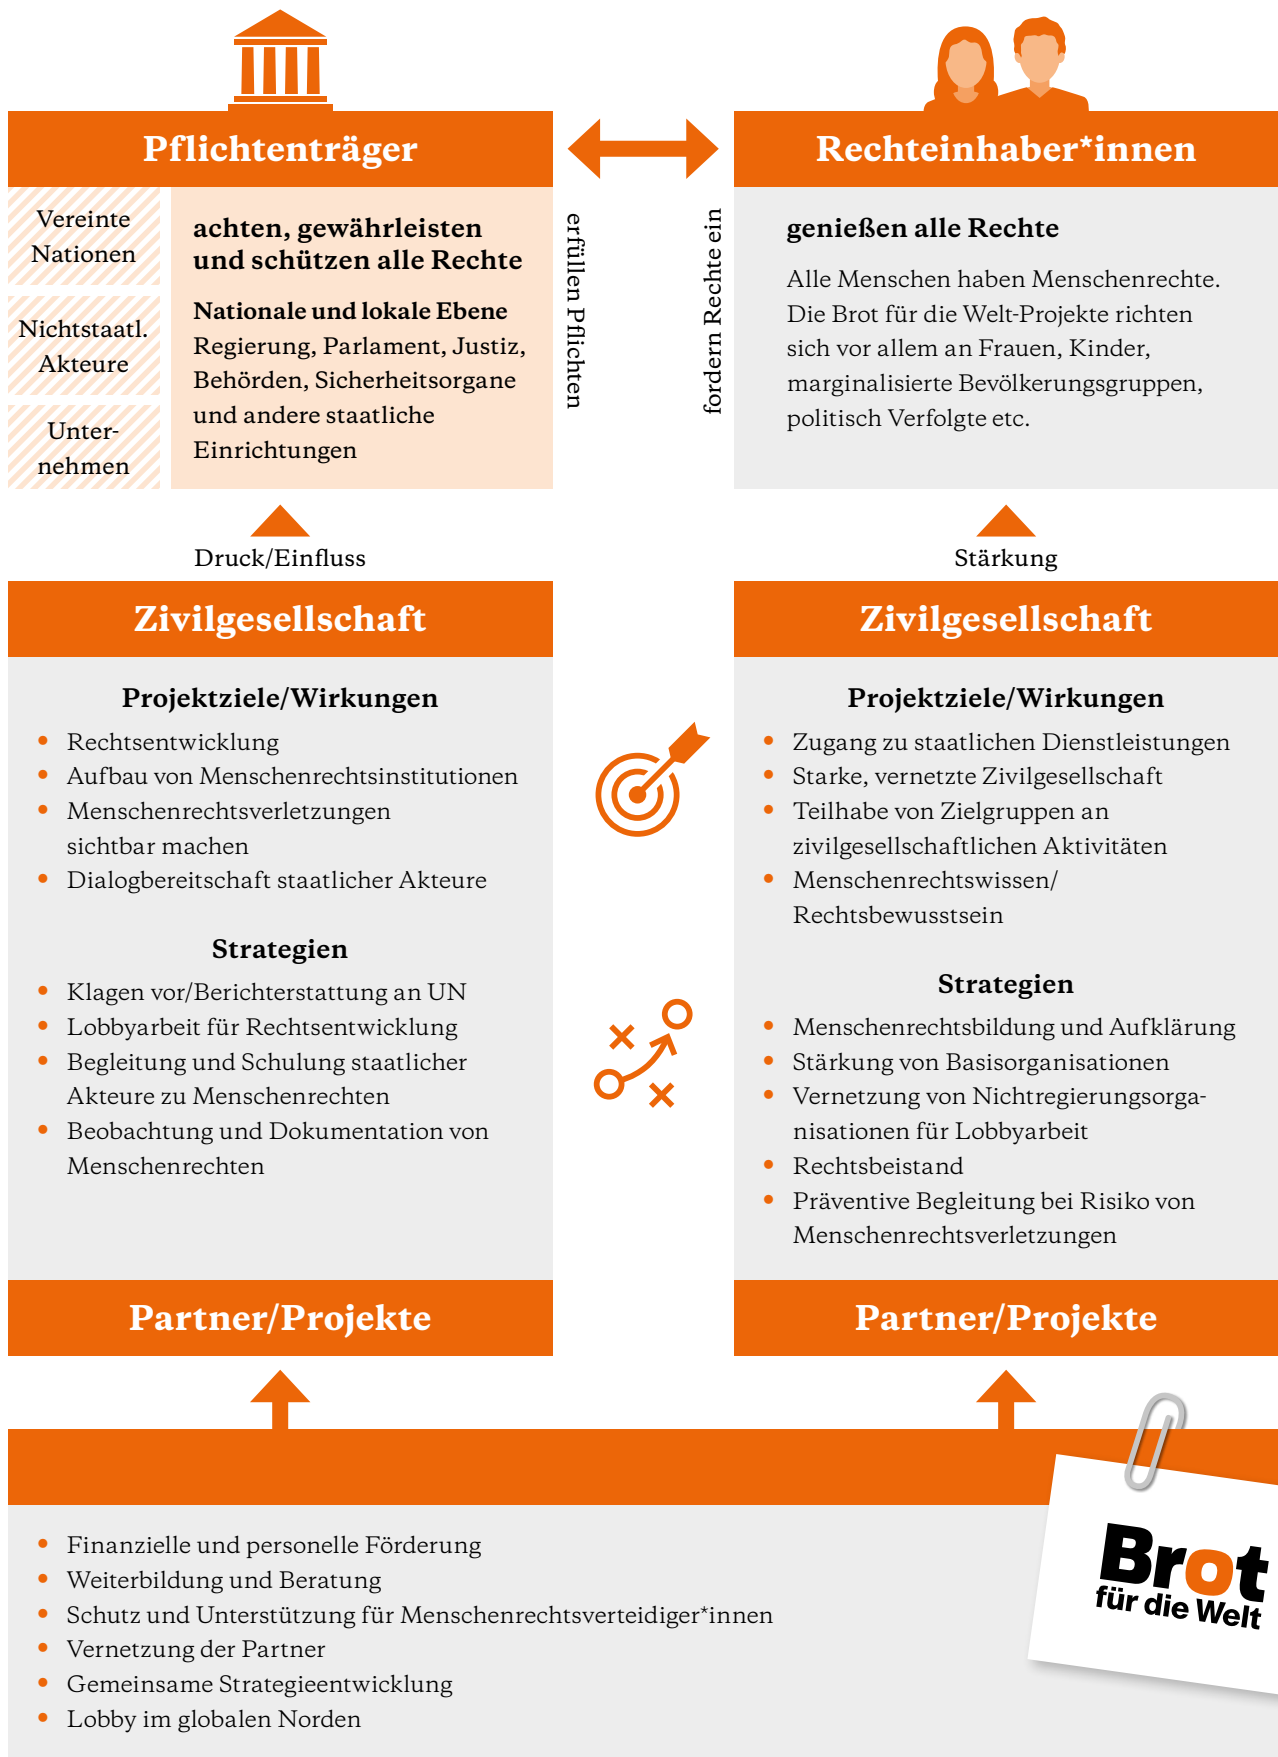 Pflichtenträger
Vereinte
Nationen
Nichtstaatl.
Akteure
Unter-
nehmen
achten, gewährleisten
und schützen alle Rechte
Nationale und lokale Ebene
Regierung, Parlament, Justiz,
Behörden, Sicherheitsorgane
und andere staatliche
Einrichtungen
erfüllen Pflichten
fordern Rechte ein
Rechteinhaber*innen
genießen alle Rechte
Alle Menschen haben Menschenrechte.
Die Brot für die Welt-Projekte richten
sich vor allem an Frauen, Kinder,
marginalisierte Bevölkerungsgruppen,
politisch Verfolgte etc.
Druck/Einfluss
Zivilgesellschaft
Projektziele/Wirkungen
• Rechtsentwicklung
• Aufbau von Menschenrechtsinstitutionen
• Menschenrechtsverletzungen
sichtbar machen
• Dialogbereitschaft staatlicher Akteure
Strategien
• Klagen vor/Berichterstattung an UN
• Lobbyarbeit für Rechtsentwicklung
• Begleitung und Schulung staatlicher
Akteure zu Menschenrechten
• Beobachtung und Dokumentation von
Menschenrechten
Partner/Projekte
Stärkung
Zivilgesellschaft
Projektziele/Wirkungen
• Zugang zu staatlichen Dienstleistungen
• Starke, vernetzte Zivilgesellschaft
• Teilhabe von Zielgruppen an
zivilgesellschaftlichen Aktivitäten
• Menschenrechtswissen/
Rechtsbewusstsein
Strategien
• Menschenrechtsbildung und Aufklärung
• Stärkung von Basisorganisationen
• Vernetzung von Nichtregierungsorga-
nisationen für Lobbyarbeit
• Rechtsbeistand
• Präventive Begleitung bei Risiko von
Menschenrechtsverletzungen
Partner/Projekte
• Finanzielle und personelle Förderung
• Weiterbildung und Beratung
• Schutz und Unterstützung für Menschenrechtsverteidiger*innen
• Vernetzung der Partner
• Gemeinsame Strategieentwicklung
• Lobby im globalen Norden
Brot
für die Welt